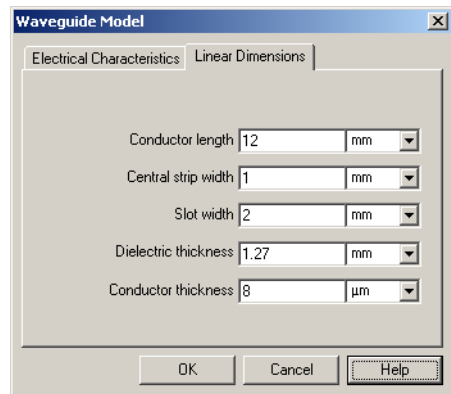 Waveguide Model
Electrical Characteristics Linear Dimensions
Conductor length 12 mm
Central strip width 1 mm
Slot width 2 mm
Dielectric thickness 1.27 mm
Conductor thickness 8 µm
OK Cancel Help